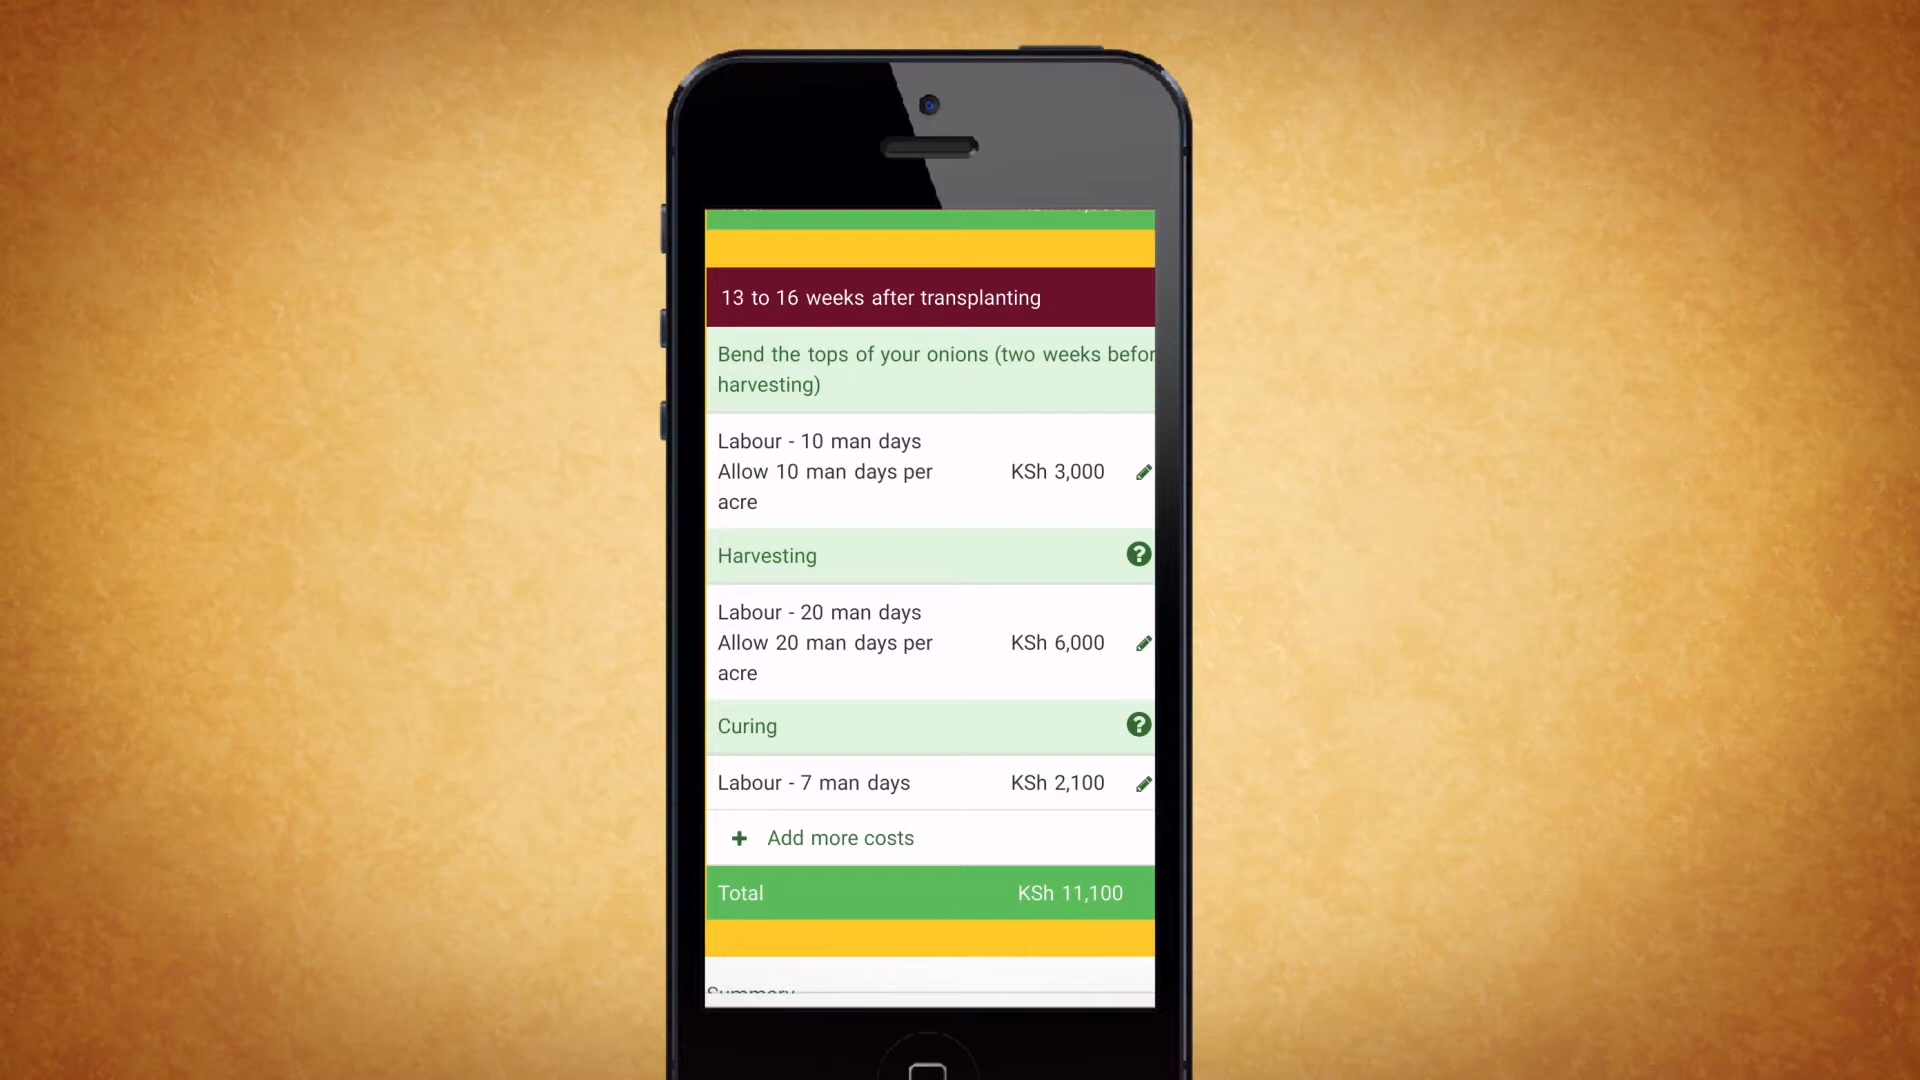 13 to 16 weeks after transplanting
Bend the tops of your onions (two weeks befor
harvesting)
Labour - 10 man days
Allow 10 man days per
acre
KSh 3,000
Harvesting
Labour - 20 man days
Allow 20 man days per
acre
KSh 6,000
Curing
Labour - 7 man days KSh 2,100
+ Add more costs
Total KSh 11,100
Summary